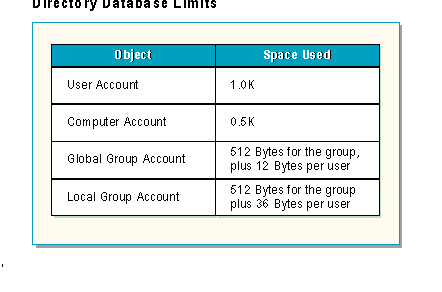 Directory Database Limits
Object Space Used
User Account 1.0K
Computer Account 0.5K
Global Group Account 512 Bytes for the group,
plus 12 Bytes per user
Local Group Account 512 Bytes for the group
plus 36 Bytes per user